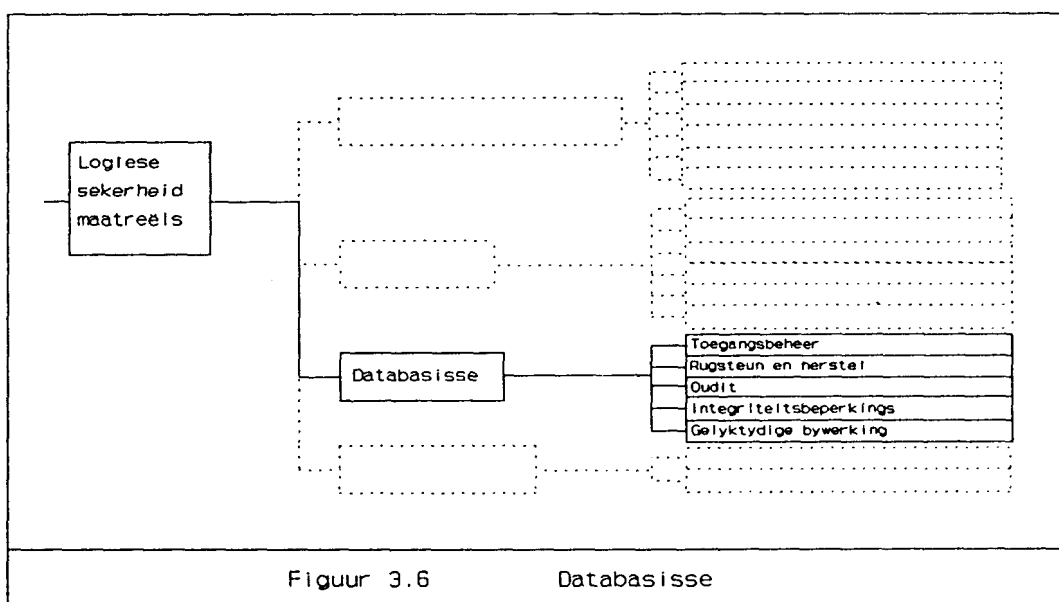 Logiese
sekerheid
maatreëls
Databasisse
Toegangsbeheer
Rugsteun en herstel
Oudit
Integriteitsbeperkings
Gelyktydige bywerking
Figuur 3.6 Databasisse